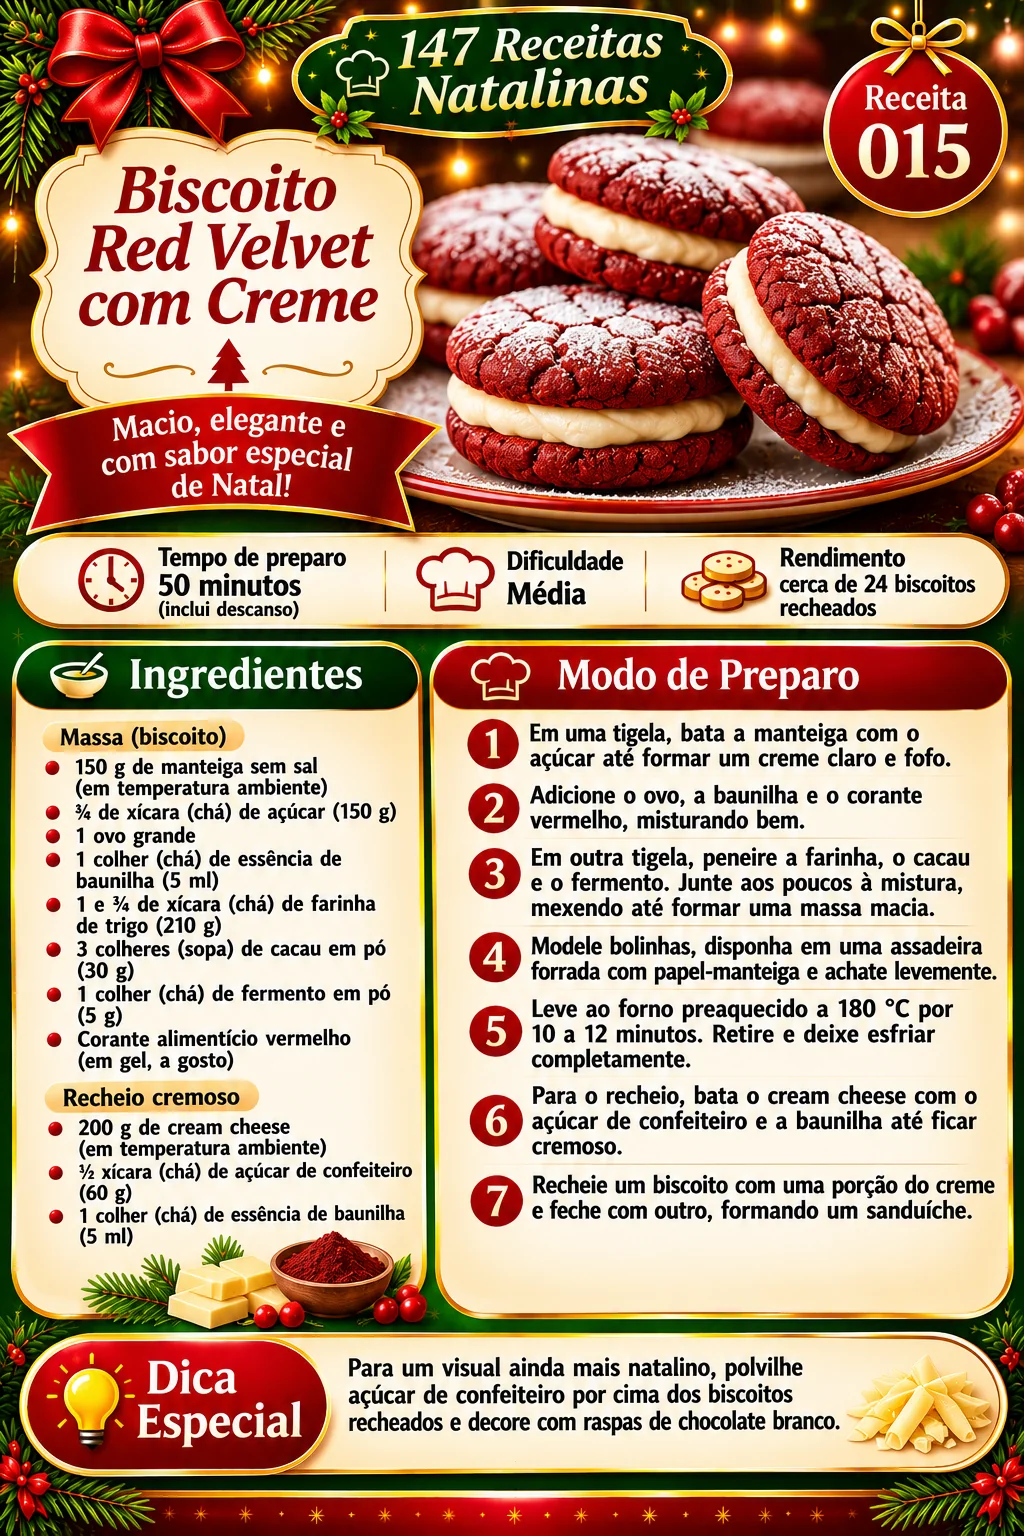 147 Receitas
Natalinas
Receita
015
Biscoito
Red Velvet
com Creme
Macio, elegante e
com sabor especial
de Natal!
Tempo de preparo
50 minutos
(inclui descanso)
Dificuldade
Média
Rendimento
cerca de 24 biscoitos
recheados
Ingredientes
Massa (biscoito)
150 g de manteiga sem sal
(em temperatura ambiente)
¾ de xícara (chá) de açúcar (150 g)
1 ovo grande
1 colher (chá) de essência de
baunilha (5 ml)
1 e ¾ de xícara (chá) de farinha
de trigo (210 g)
3 colheres (sopa) de cacau em pó
(30 g)
1 colher (chá) de fermento em pó
(5 g)
Corante alimentício vermelho
(em gel, a gosto)
Recheio cremoso
200 g de cream cheese
(em temperatura ambiente)
½ xícara (chá) de açúcar de confeiteiro
(60 g)
1 colher (chá) de essência de baunilha
(5 ml)
Modo de Preparo
1 Em uma tigela, bata a manteiga com o
açúcar até formar um creme claro e fofo.
2 Adicione o ovo, a baunilha e o corante
vermelho, misturando bem.
3 Em outra tigela, peneire a farinha, o cacau
e o fermento. Junte aos poucos à mistura,
mexendo até formar uma massa macia.
4 Modele bolinhas, disponha em uma assadeira
forrada com papel-manteiga e achate levemente.
5 Leve ao forno preaquecido a 180 °C por
10 a 12 minutos. Retire e deixe esfriar
completamente.
6 Para o recheio, bata o cream cheese com o
açúcar de confeiteiro e a baunilha até ficar
cremoso.
7 Recheie um biscoito com uma porção do creme
e feche com outro, formando um sanduíche.
Dica
Especial
Para um visual ainda mais natalino, polvilhe
açúcar de confeiteiro por cima dos biscoitos
recheados e decore com raspas de chocolate branco.